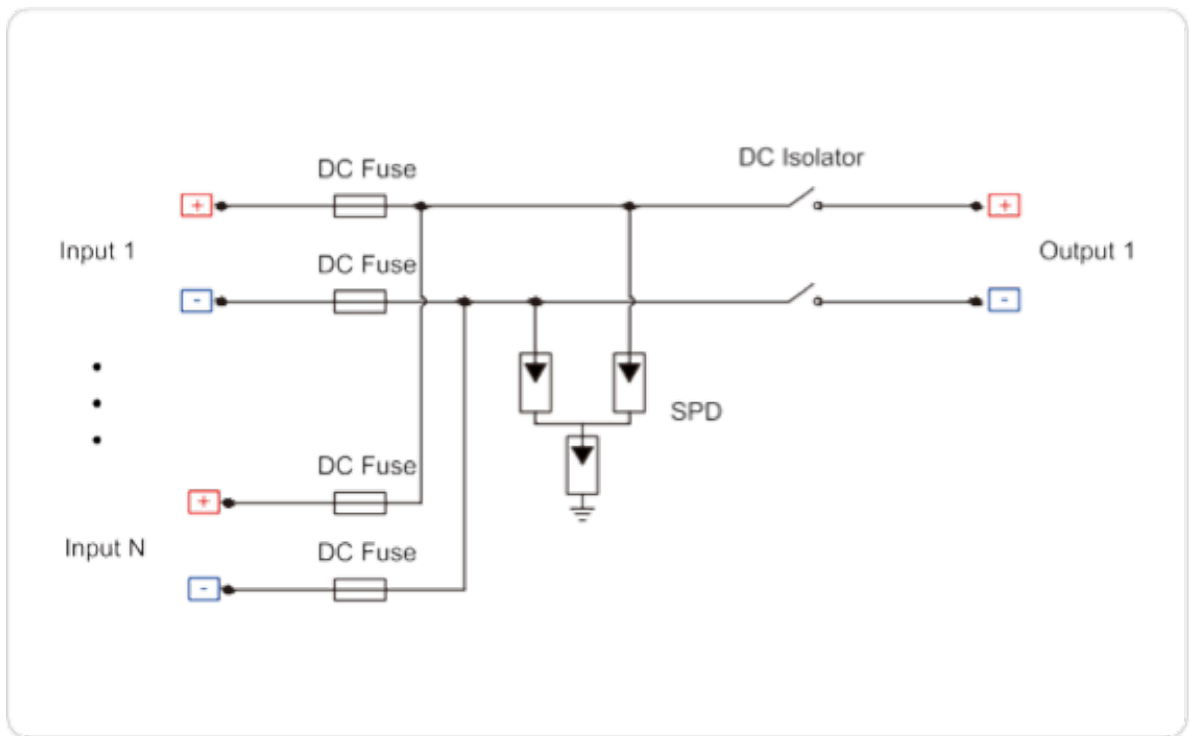 DC Fuse
DC Isolator
+
+
Input 1
Output 1
DC Fuse
-
-
SPD
DC Fuse
+
Input N
DC Fuse
-